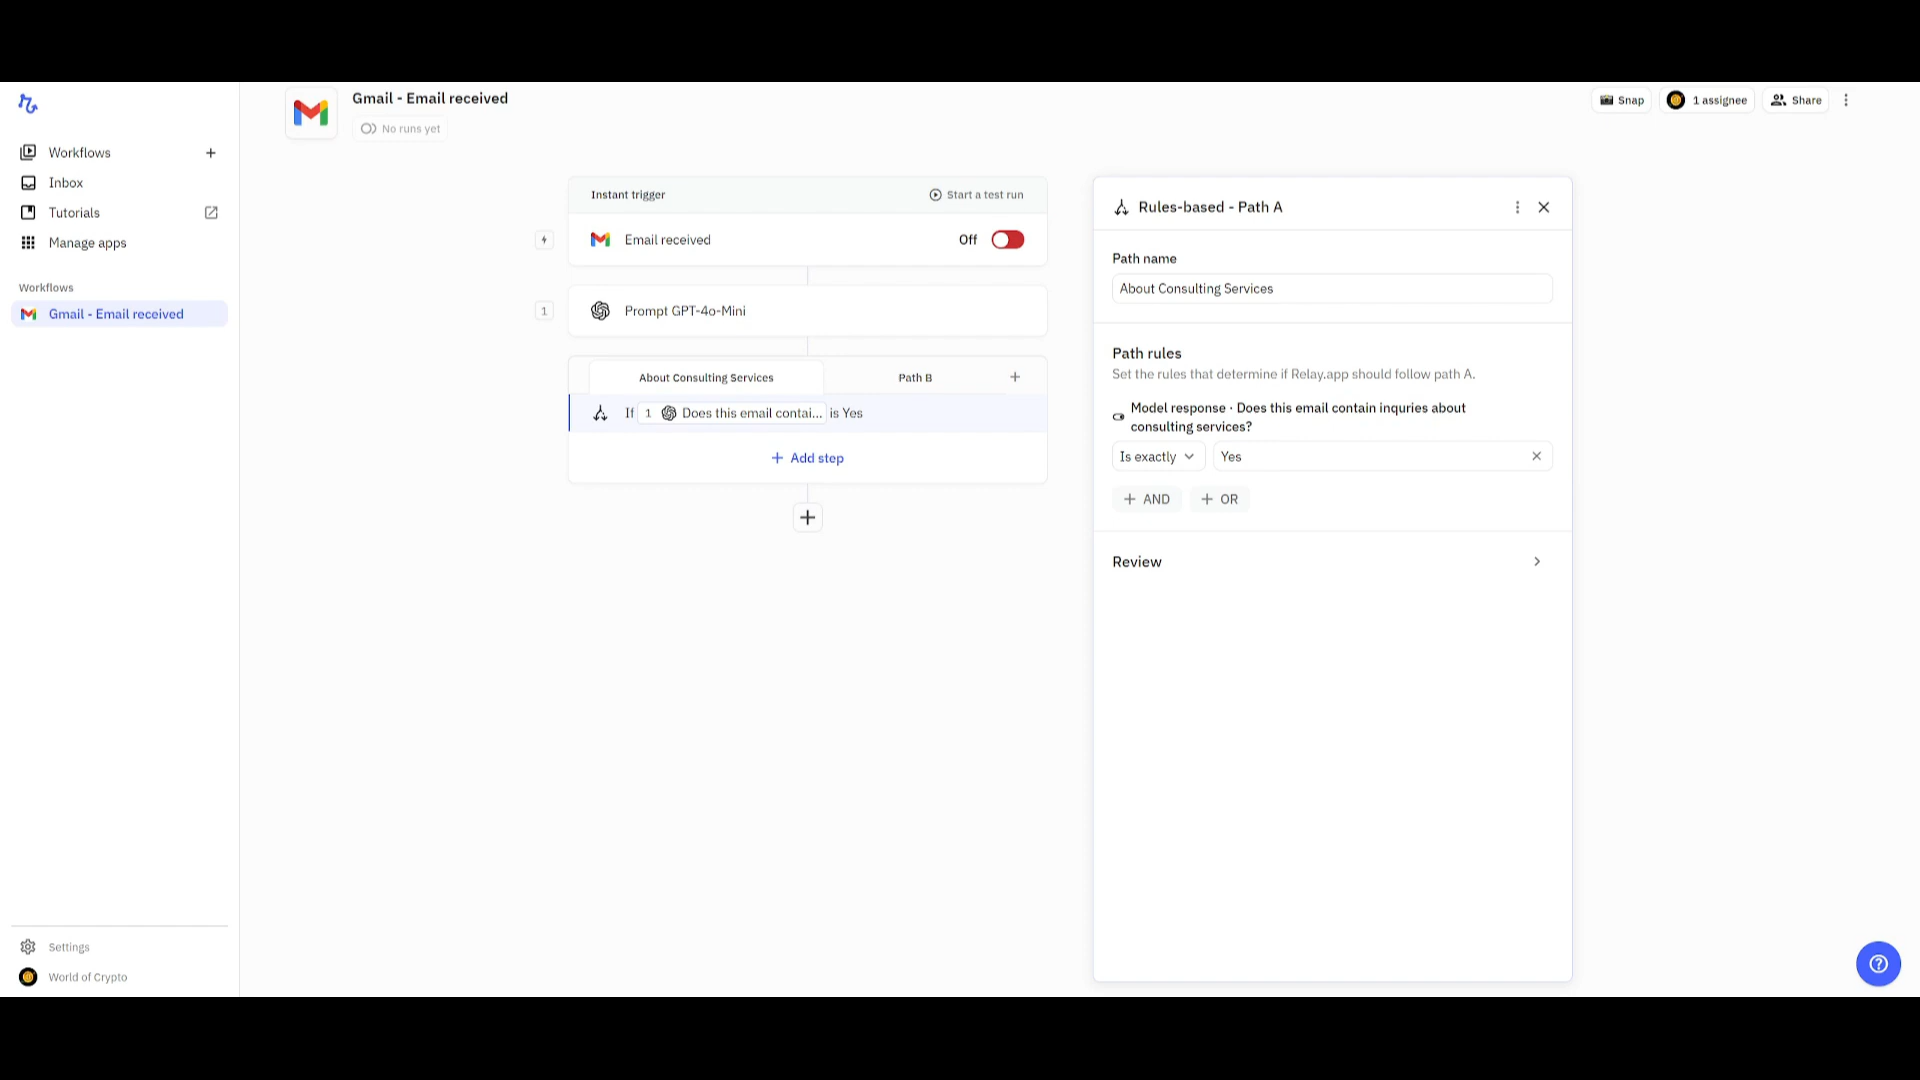 Gmail - Email received
No runs yet
Snap
1 assignee
Share
Workflows
Inbox
Tutorials
Manage apps
Workflows
Gmail - Email received
Settings
World of Crypto
Instant trigger
Start a test run
Email received
Off
1
Prompt GPT-4o-Mini
About Consulting Services
Path B
If 1 Does this email contai... is Yes
Add step
Rules-based - Path A
Path name
About Consulting Services
Path rules
Set the rules that determine if Relay.app should follow path A.
Model response · Does this email contain inquries about
consulting services?
Is exactly
Yes
AND
OR
Review